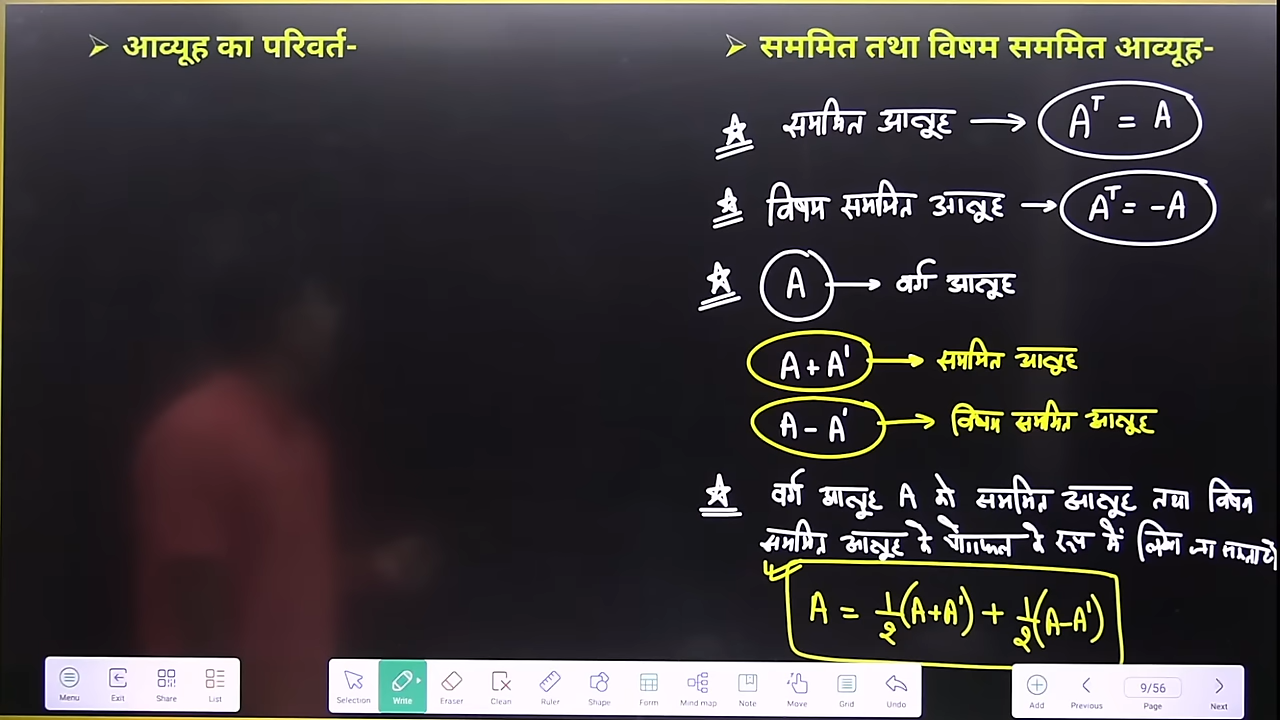 ➢ आव्यूह का परिवर्त-
➢ सममित तथा विषम सममित आव्यूह-
सममित आव्यूह → Aᵀ = A
विषम सममित आव्यूह → Aᵀ = -A
A → वर्ग आव्यूह
A + A' → सममित आव्यूह
A - A' → विषम सममित आव्यूह
वर्ग आव्यूह A को सममित आव्यूह तथा विषम
सममित आव्यूह के योगफल के रूप में लिखा जा सकता है
A = 1/2(A+A') + 1/2(A-A')
Menu
Exit
Share
List
Selection
Write
Eraser
Clean
Ruler
Shape
Form
Mind map
Note
Move
Grid
Undo
Add
Previous
9/56
Page
Next